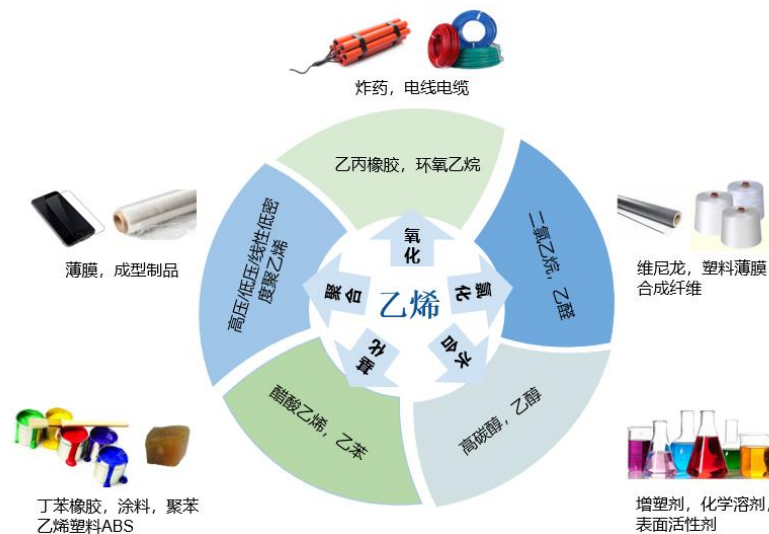 炸药，电线电缆
乙丙橡胶，环氧乙烷
氧化
二氯乙烷，乙醛
氯化
维尼龙，塑料薄膜
合成纤维
薄膜，成型制品
高压/低压/线性低密
度聚乙烯
聚合
乙烯
水合
高碳醇，乙醇
增塑剂，化学溶剂，
表面活性剂
基化
醋酸乙烯，乙苯
丁苯橡胶，涂料，聚苯
乙烯塑料ABS